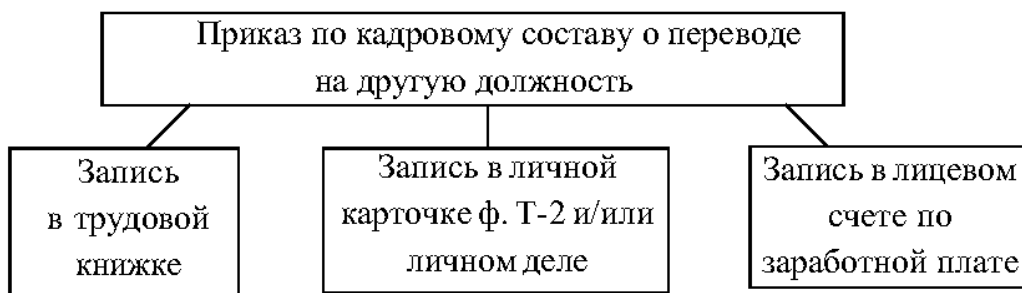 Приказ по кадровому составу о переводе
на другую должность
Запись
в трудовой
книжке
Запись в личной
карточке ф. Т-2 и/или
личном деле
Запись в лицевом
счете по
заработной плате